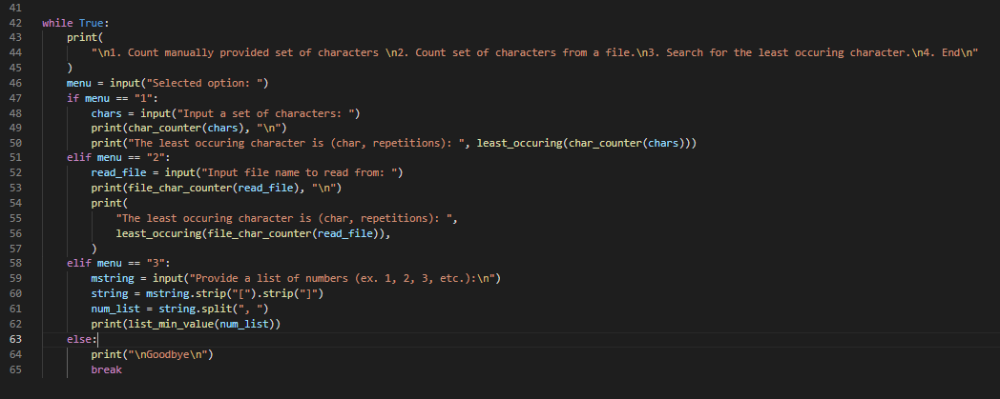 41
42 while True:
43     print(
44         "\n1. Count manually provided set of characters \n2. Count set of characters from a file.\n3. Search for the least occuring character.\n4. End\n"
45     )
46     menu = input("Selected option: ")
47     if menu == "1":
48         chars = input("Input a set of characters: ")
49         print(char_counter(chars), "\n")
50         print("The least occuring character is (char, repetitions): ", least_occuring(char_counter(chars)))
51     elif menu == "2":
52         read_file = input("Input file name to read from: ")
53         print(file_char_counter(read_file), "\n")
54         print(
55             "The least occuring character is (char, repetitions): ",
56             least_occuring(file_char_counter(read_file)),
57         )
58     elif menu == "3":
59         mstring = input("Provide a list of numbers (ex. 1, 2, 3, etc.):\n")
60         string = mstring.strip("[").strip("]")
61         num_list = string.split(", ")
62         print(list_min_value(num_list))
63     else:
64         print("\nGoodbye\n")
65         break